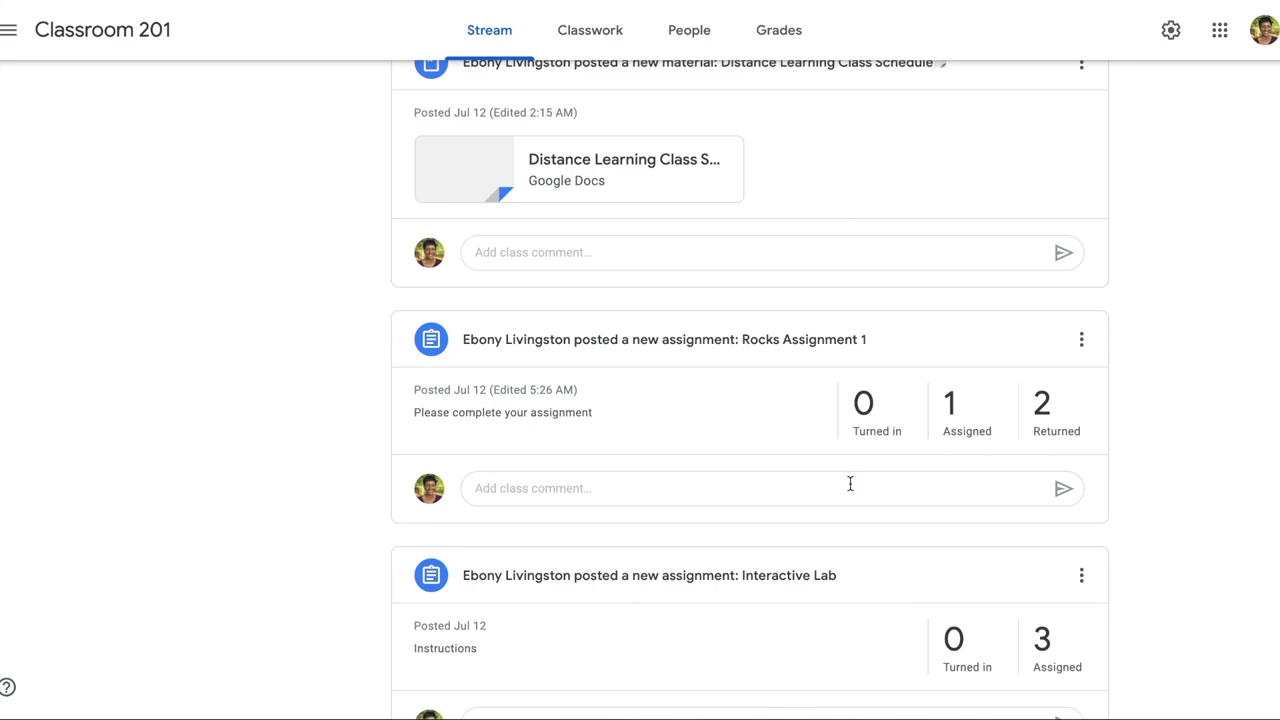 Classroom 201
Stream
Classwork
People
Grades
Ebony Livingston posted a new material: Distance Learning Class Schedule
Posted Jul 12 (Edited 2:15 AM)
Distance Learning Class S...
Google Docs
Add class comment...
Ebony Livingston posted a new assignment: Rocks Assignment 1
Posted Jul 12 (Edited 5:26 AM)
Please complete your assignment
0
Turned in
1
Assigned
2
Returned
Add class comment...
Ebony Livingston posted a new assignment: Interactive Lab
Posted Jul 12
Instructions
0
Turned in
3
Assigned